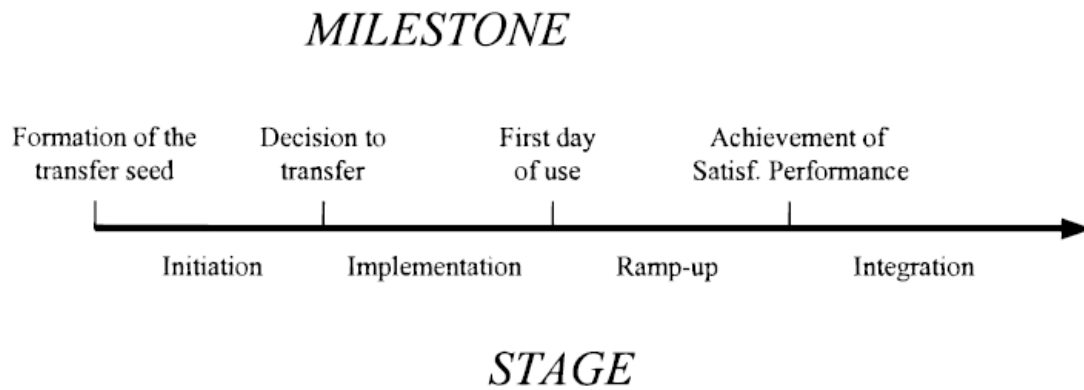 MILESTONE
Formation of the
transfer seed
Decision to
transfer
First day
of use
Achievement of
Satisf. Performance
Initiation
Implementation
Ramp-up
Integration
STAGE